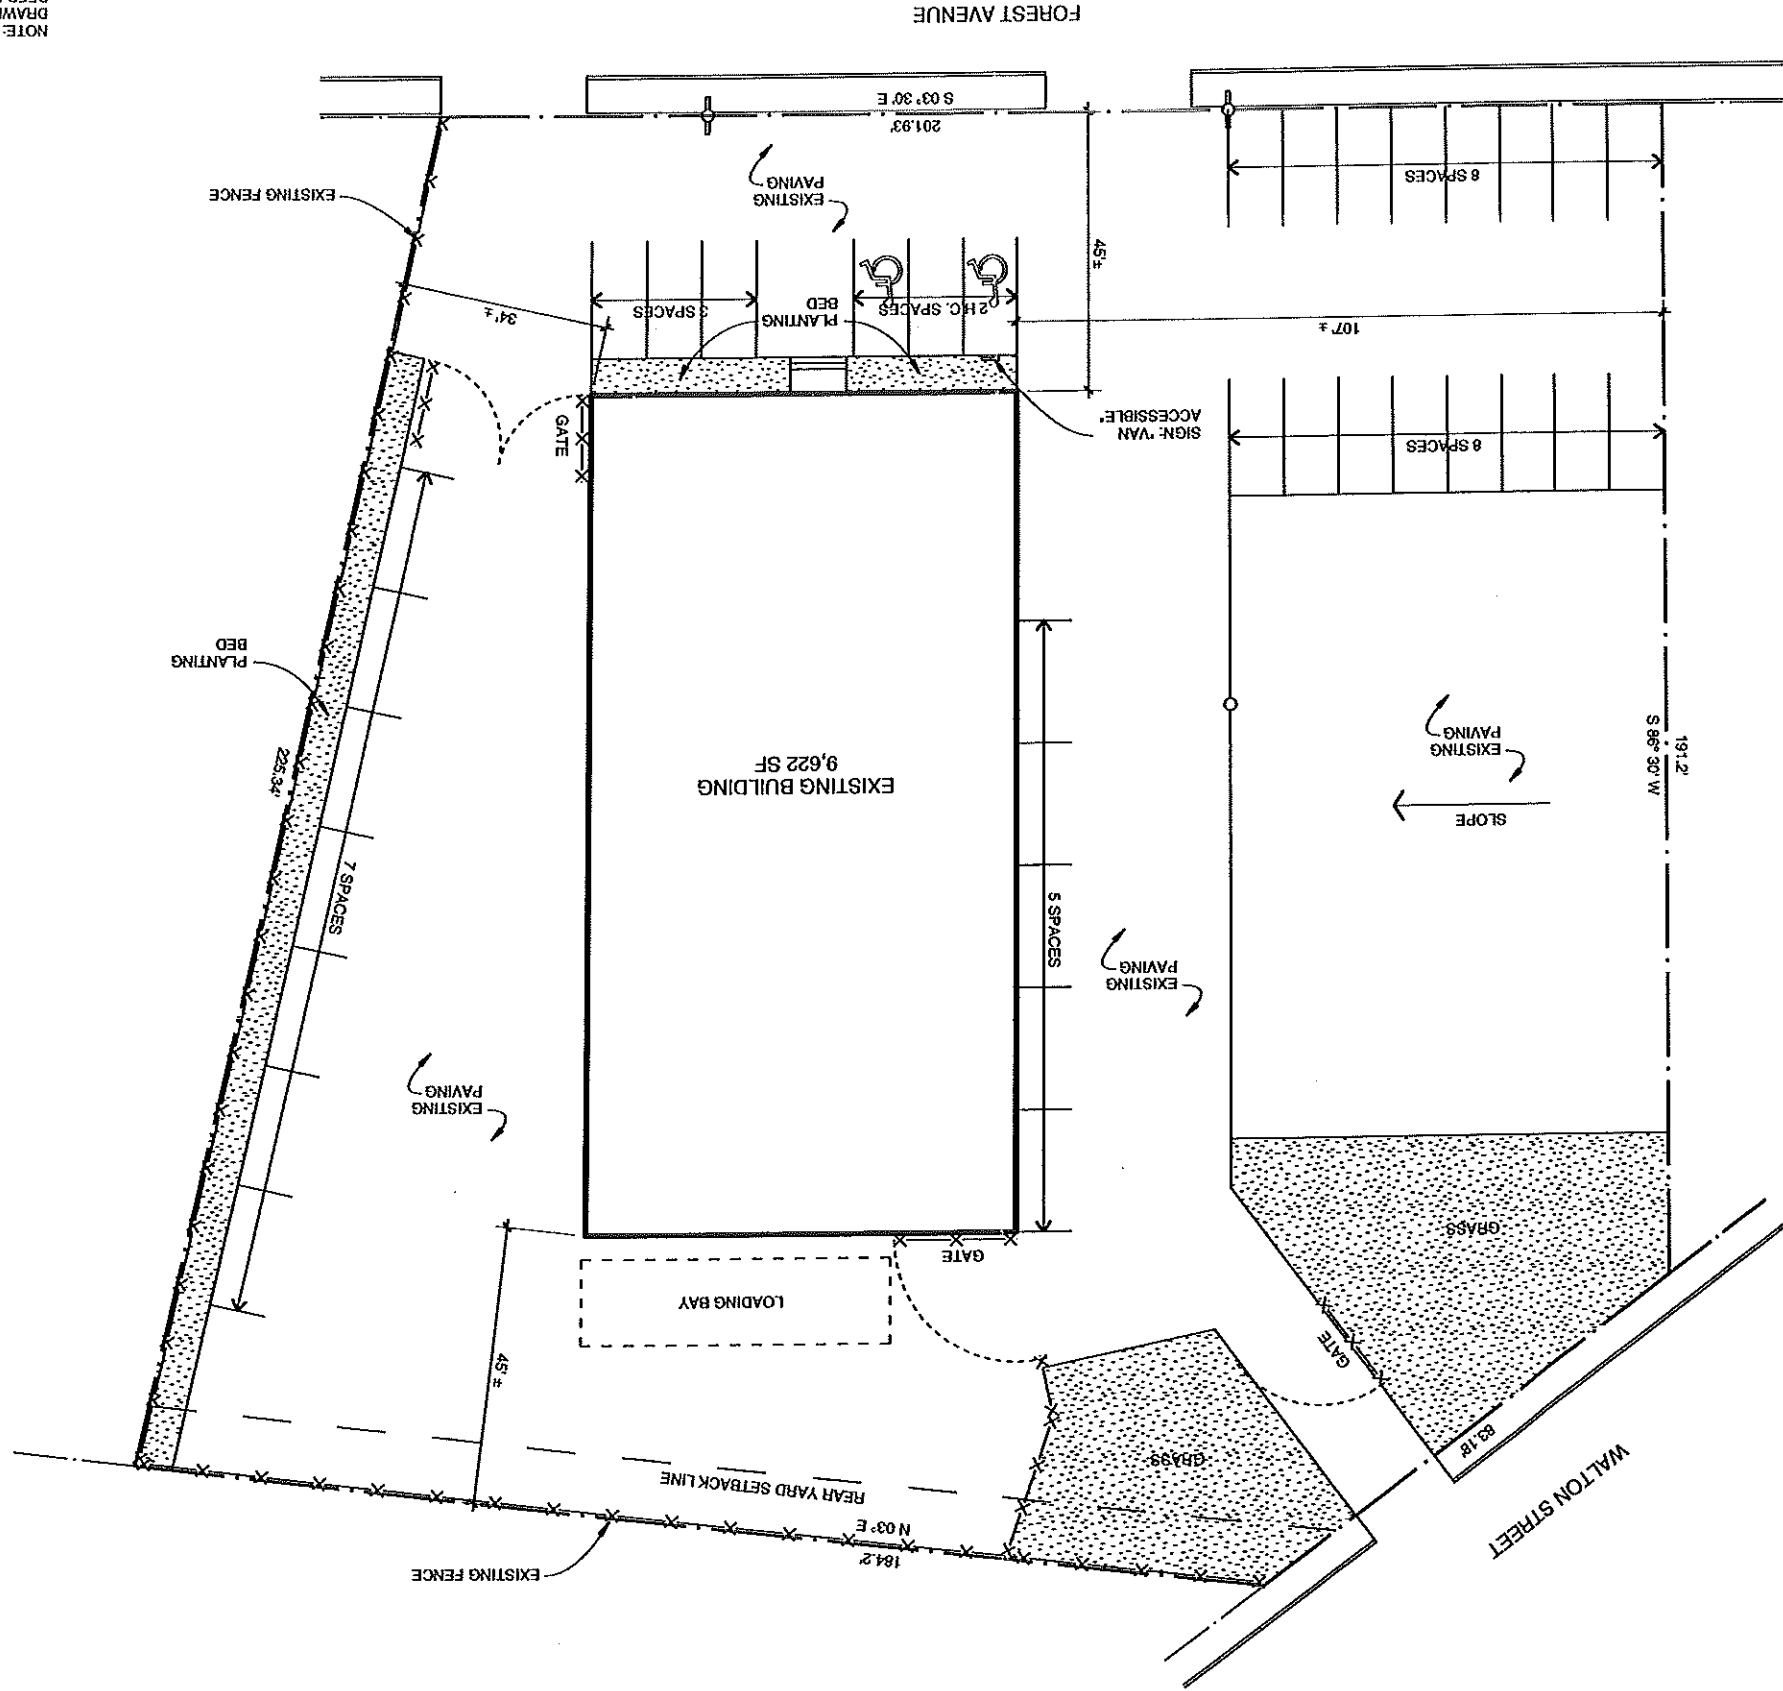 EXISTING FENCE
184.2'
N 03° E
WALTON STREET
REAR YARD SETBACK LINE
GRASS
83.18'
45'±
GATE
LOADING BAY
GATE
GRASS
EXISTING
PAVING
EXISTING
PAVING
5 SPACES
7 SPACES
SLOPE
EXISTING
PAVING
191.2'
S 86° 30' W
EXISTING BUILDING
9,622 SF
225.34'
PLANTING
BED
8 SPACES
SIGN: "VAN
ACCESSIBLE"
GATE
107' ±
2 H.C. SPACES
PLANTING
BED
3 SPACES
34' ±
45'±
EXISTING
PAVING
EXISTING FENCE
8 SPACES
201.93'
S 03° 30' E
FOREST AVENUE
NOTE: